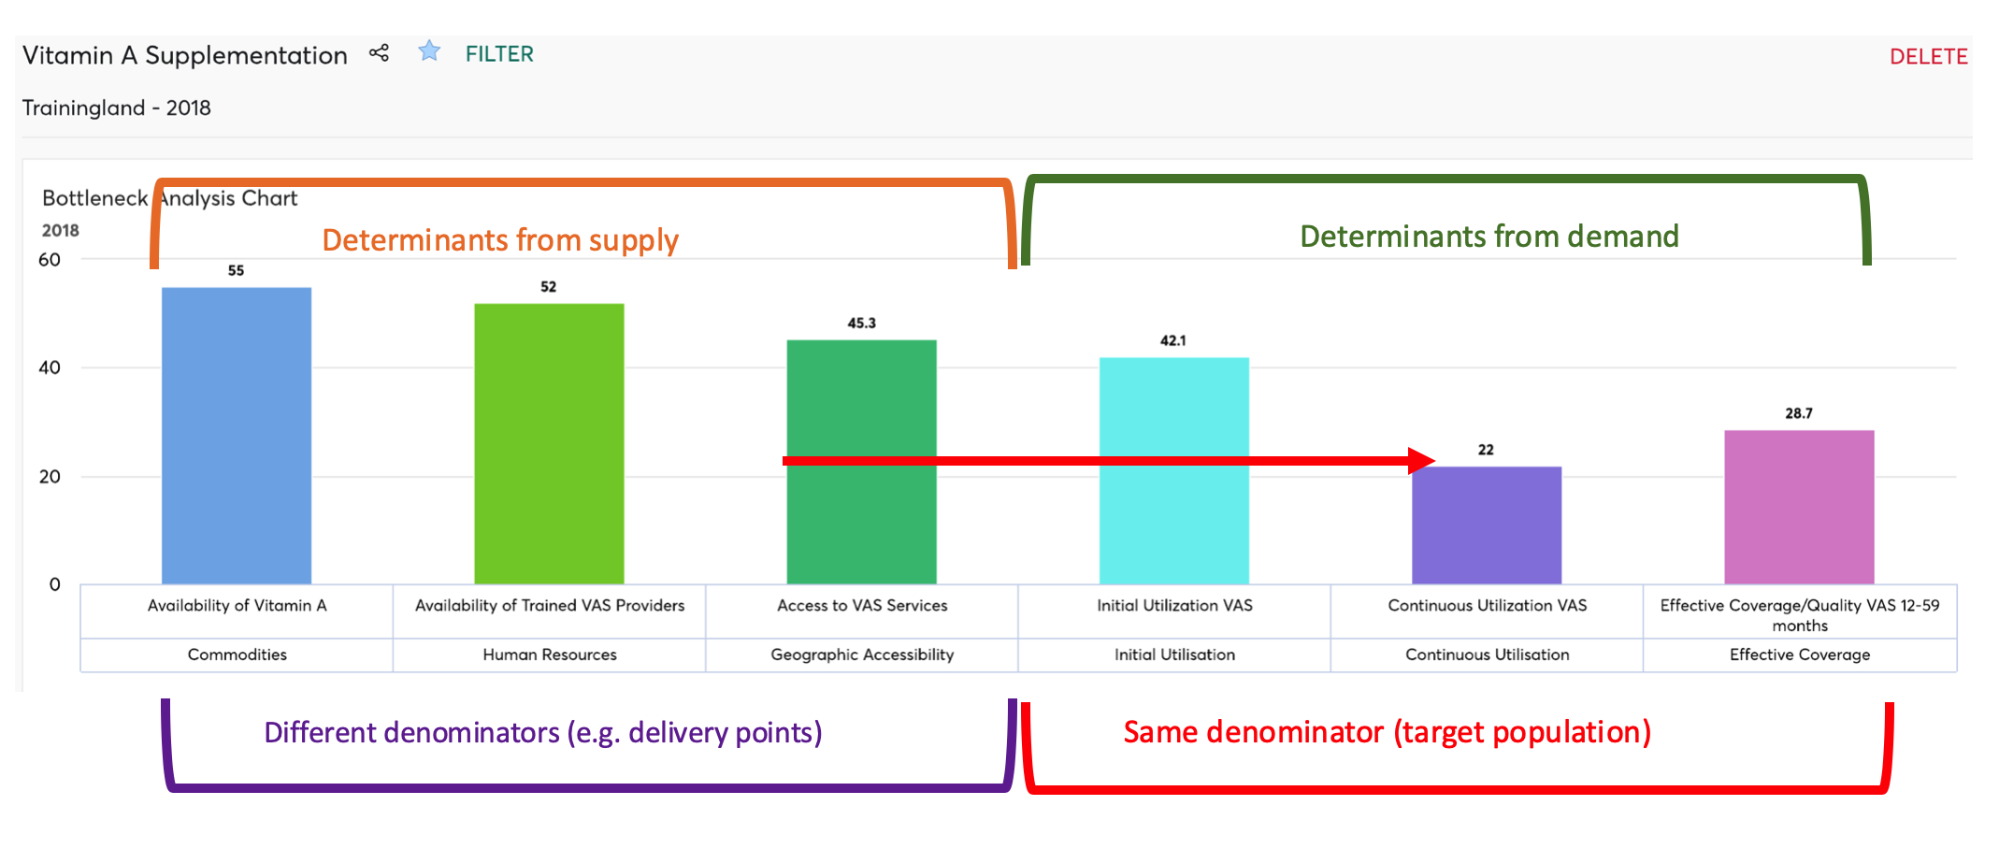 Vitamin A Supplementation FILTER DELETE
Trainingland - 2018
Bottleneck Analysis Chart
2018
Determinants from supply
Determinants from demand
60
40
20
0
55
52
45.3
42.1
22
28.7
Availability of Vitamin A
Availability of Trained VAS Providers
Access to VAS Services
Initial Utilization VAS
Continuous Utilization VAS
Effective Coverage/Quality VAS 12-59
months
Commodities
Human Resources
Geographic Accessibility
Initial Utilisation
Continuous Utilisation
Effective Coverage
Different denominators (e.g. delivery points)
Same denominator (target population)